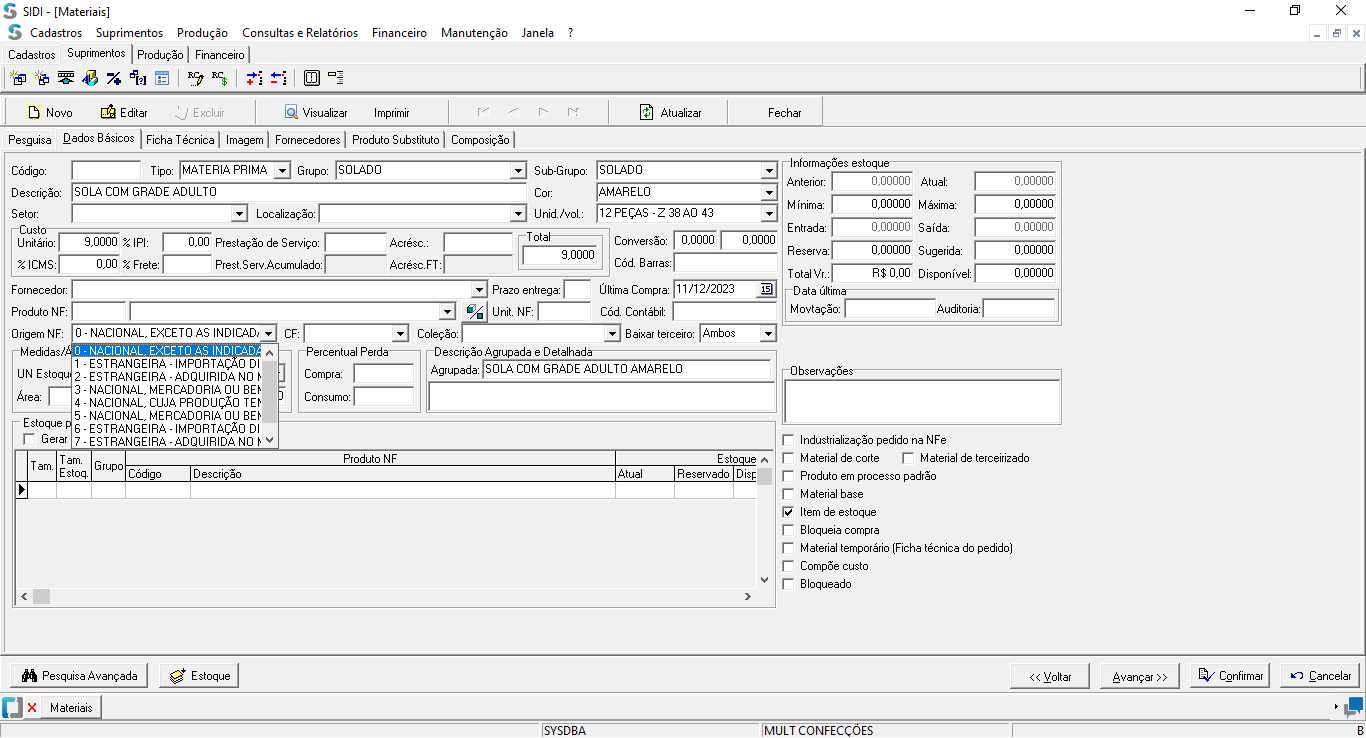 SIDI - [Materiais]
Cadastros Suprimentos Produção Consultas e Relatórios Financeiro Manutenção Janela ?
Cadastros Suprimentos Produção Financeiro
Novo Editar Excluir Visualizar Imprimir Atualizar Fechar
Pesquisa Dados Básicos Ficha Técnica Imagem Fornecedores Produto Substituto Composição
Código: Tipo: MATERIA PRIMA Grupo: SOLADO Sub-Grupo: SOLADO
Descrição: SOLA COM GRADE ADULTO Cor: AMARELO
Setor: Localização: Unid./vol.: 12 PEÇAS - Z 38 AO 43
Custo
Unitário: 9,0000 % IPI: 0,00 Prestação de Serviço: Acrésc.:
% ICMS: 0,00 % Frete: Prest.Serv.Acumulado: Acrésc.FT:
Total
9,0000
Conversão: 0,0000 0,0000
Cód. Barras:
Fornecedor: Prazo entrega: Última Compra: 11/12/2023 15
Produto NF: Unit. NF: Cód. Contábil:
Origem NF: 0 - NACIONAL, EXCETO AS INDICADA CF: Coleção: Baixar terceiro: Ambos
0 - NACIONAL, EXCETO AS INDICADA
1 - ESTRANGEIRA - IMPORTAÇÃO DI
2 - ESTRANGEIRA - ADQUIRIDA NO M
3 - NACIONAL, MERCADORIA OU BEM
4 - NACIONAL, CUJA PRODUÇÃO TEN
5 - NACIONAL, MERCADORIA OU BEM
6 - ESTRANGEIRA - IMPORTAÇÃO DI
7 - ESTRANGEIRA - ADQUIRIDA NO M
Medidas/Á
UN Estoque
Área: 0
Percentual Perda
Compra:
Consumo:
Descrição Agrupada e Detalhada
Agrupada: SOLA COM GRADE ADULTO AMARELO
Estoque p
Gerar
Tam. Tam. Estoq. Grupo Produto NF Estoque
Código Descrição Atual Reservado Disp
Informações estoque
Anterior: 0,00000 Atual: 0,00000
Mínima: 0,00000 Máxima: 0,00000
Entrada: 0,00000 Saída: 0,00000
Reserva: 0,00000 Sugerida: 0,00000
Total Vr.: R$ 0,00 Disponível: 0,00000
Data última
Movtação: Auditoria:
Observações
Industrialização pedido na NFe
Material de corte Material de terceirizado
Produto em processo padrão
Material base
Item de estoque
Bloqueia compra
Material temporário (Ficha técnica do pedido)
Compõe custo
Bloqueado
Pesquisa Avançada Estoque << Voltar Avançar >> Confirmar Cancelar
Materiais
SYSDBA MULT CONFECÇÕES B